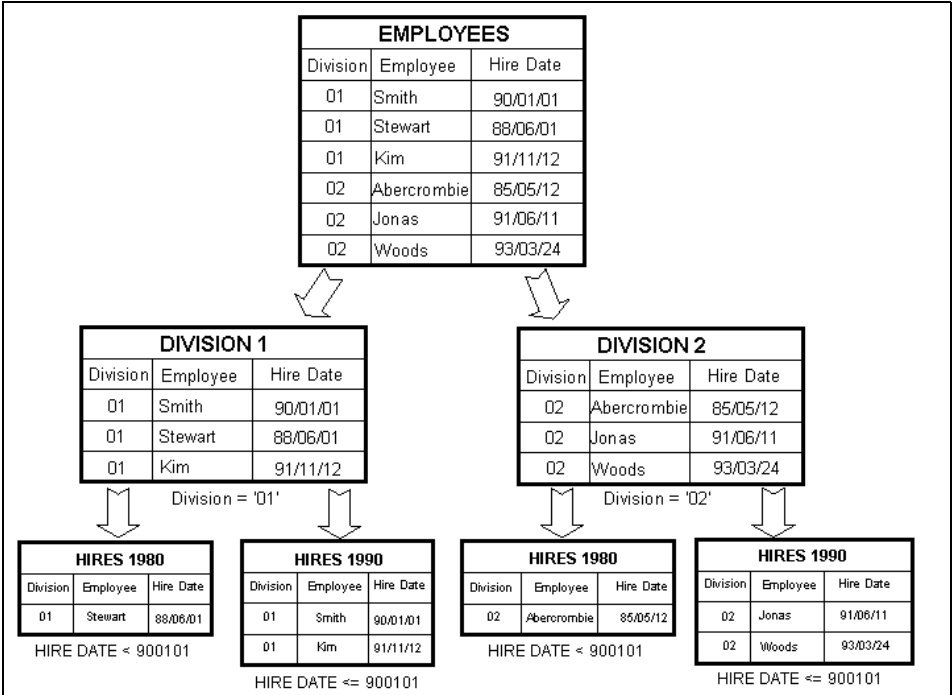 EMPLOYEES
Division Employee Hire Date
01 Smith 90/01/01
01 Stewart 88/06/01
01 Kim 91/11/12
02 Abercrombie 85/05/12
02 Jonas 91/06/11
02 Woods 93/03/24
DIVISION 1
Division Employee Hire Date
01 Smith 90/01/01
01 Stewart 88/06/01
01 Kim 91/11/12
Division = '01'
DIVISION 2
Division Employee Hire Date
02 Abercrombie 85/05/12
02 Jonas 91/06/11
02 Woods 93/03/24
Division = '02'
HIRES 1980
Division Employee Hire Date
01 Stewart 88/06/01
HIRE DATE < 900101
HIRES 1990
Division Employee Hire Date
01 Smith 90/01/01
01 Kim 91/11/12
HIRE DATE <= 900101
HIRES 1980
Division Employee Hire Date
02 Abercrombie 85/05/12
HIRE DATE < 900101
HIRES 1990
Division Employee Hire Date
02 Jonas 91/06/11
02 Woods 93/03/24
HIRE DATE <= 900101